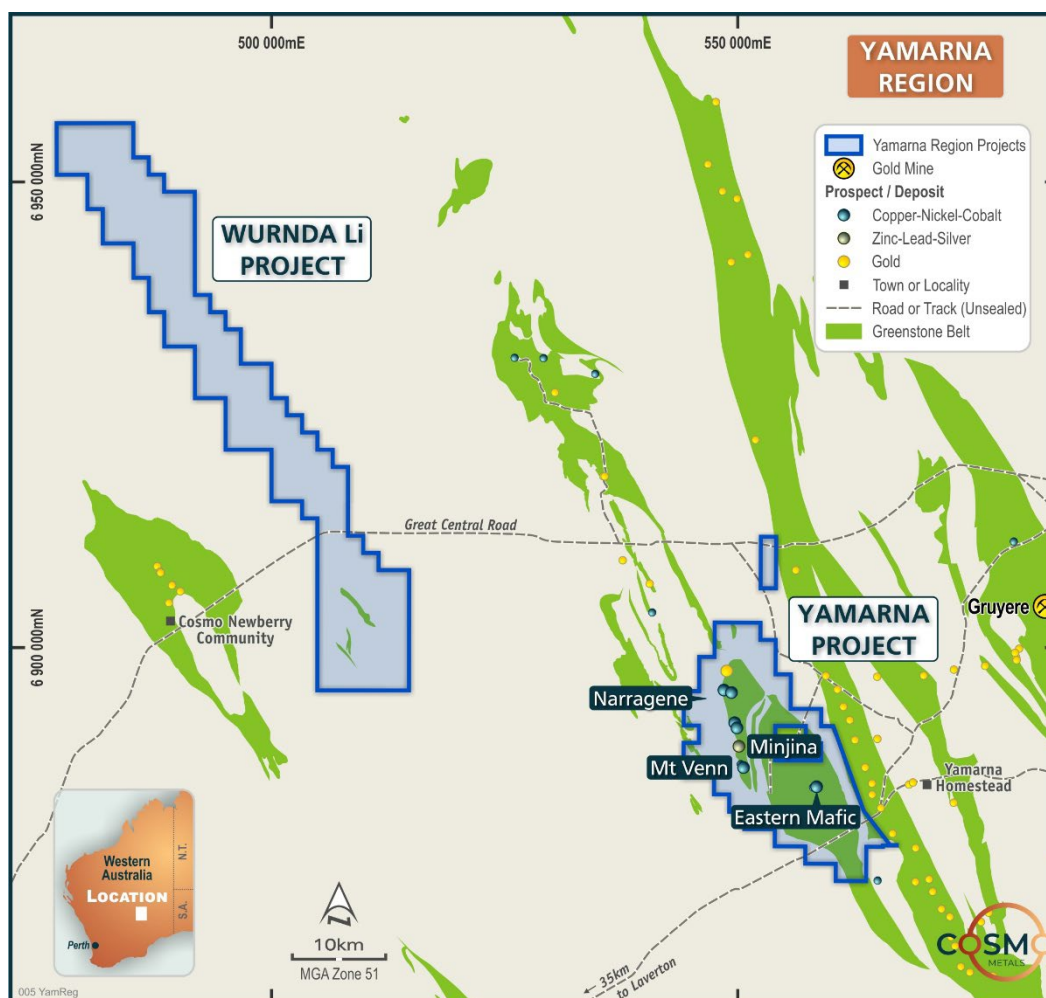 500 000mE
550 000mE
YAMARNA
REGION
6 950 000mN
6 900 000mN
Yamarna Region Projects
Gold Mine
Prospect / Deposit
Copper-Nickel-Cobalt
Zinc-Lead-Silver
Gold
Town or Locality
Road or Track (Unsealed)
Greenstone Belt
WURNDA Li
PROJECT
Great Central Road
Cosmo Newberry
Community
YAMARNA
PROJECT
Gruyere
Narragene
Minjina
Mt Venn
Eastern Mafic
Yamarna
Homestead
Western
Australia
LOCATION
N.T.
S.A.
Perth
N
10km
MGA Zone 51
35km
to Laverton
COSMO
METALS
005 YamReg